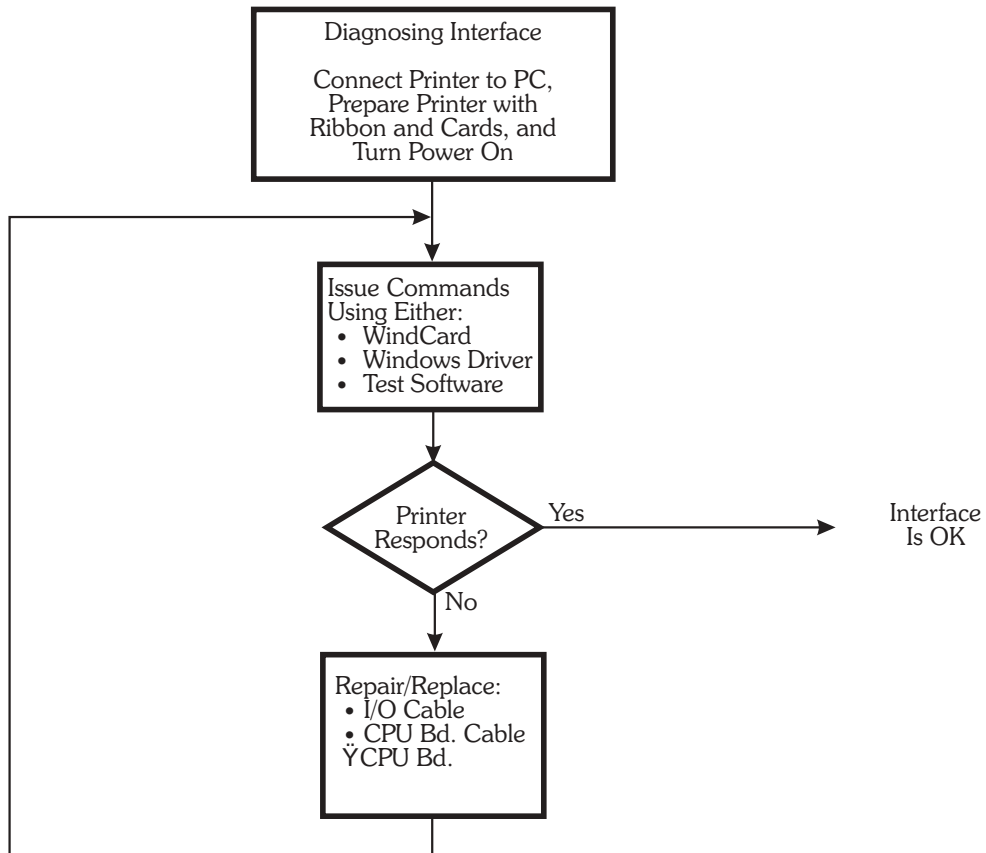 Diagnosing Interface
Connect Printer to PC,
Prepare Printer with
Ribbon and Cards, and
Turn Power On
Issue Commands
Using Either:
• WindCard
• Windows Driver
• Test Software
Printer
Responds?
Yes
Interface
Is OK
No
Repair/Replace:
• I/O Cable
• CPU Bd. Cable
ŸCPU Bd.